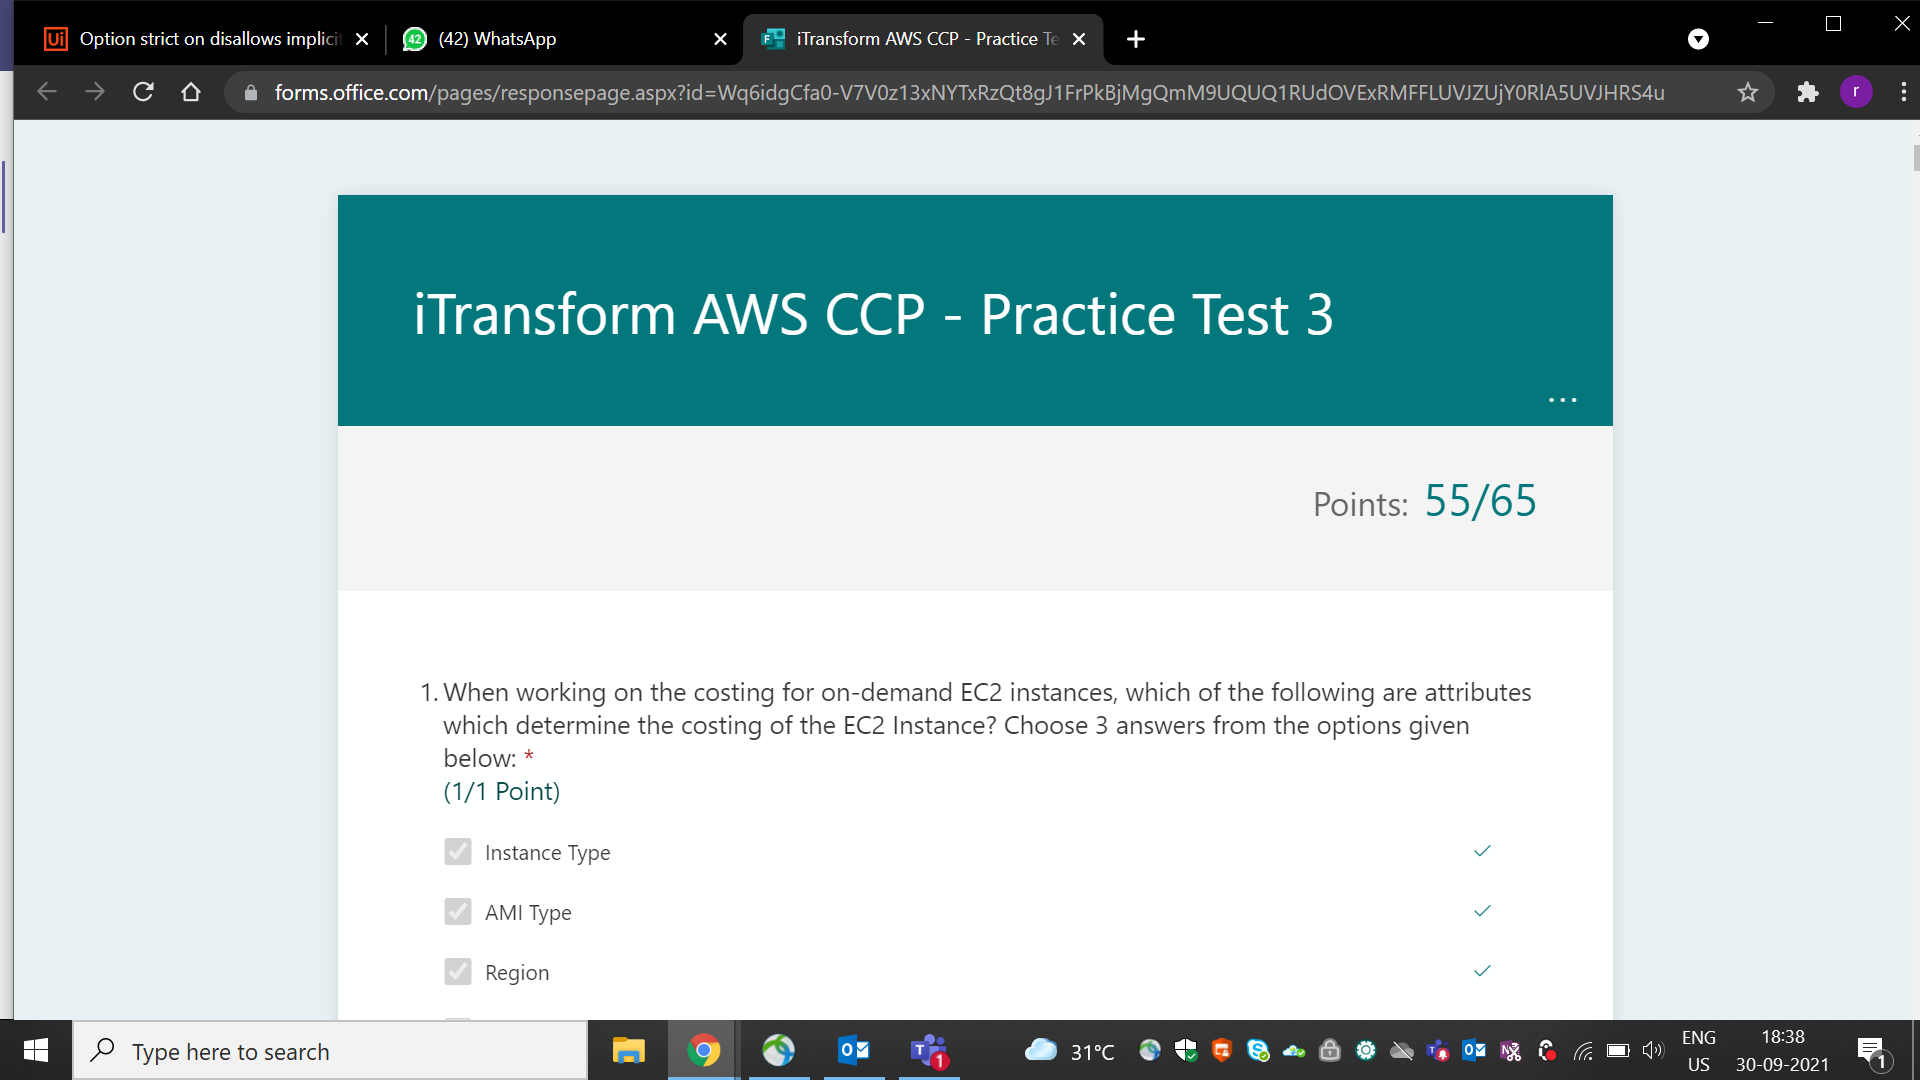 Ui Option strict on disallows implicit
42 (42) WhatsApp
F iTransform AWS CCP - Practice Te
forms.office.com/pages/responsepage.aspx?id=Wq6idgCfa0-V7V0z13xNYTxRzQt8gJ1FrPkBjMgQmM9UQUQ1RUdOVExRMFFLUVJZUjY0RlA5UVJHRS4u
r
iTransform AWS CCP - Practice Test 3
...
Points: 55/65
1. When working on the costing for on-demand EC2 instances, which of the following are attributes
which determine the costing of the EC2 Instance? Choose 3 answers from the options given
below: *
(1/1 Point)
Instance Type
AMI Type
Region
Type here to search
31°C
ENG
US
18:38
30-09-2021
1
1